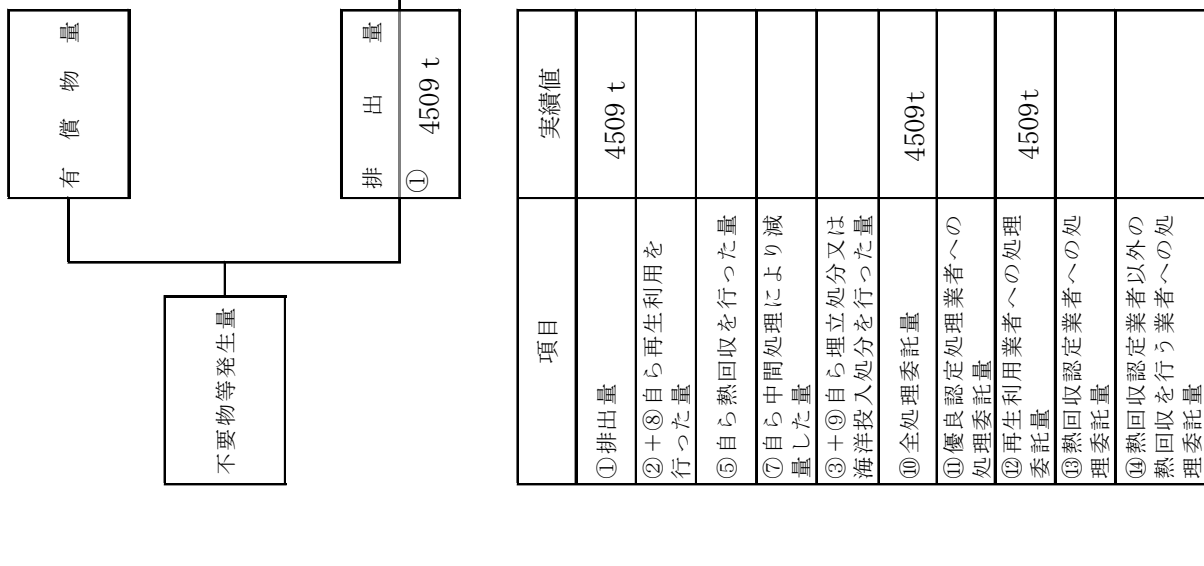 有償物量
排出量
①
4509 t
不要物等発生量
項目
実績値
①排出量
4509 t
②＋⑧自ら再生利用を
行った量
⑤自ら熱回収を行った量
⑦自ら中間処理により減
量した量
③＋⑨自ら埋立処分又は
海洋投入処分を行った量
⑩全処理委託量
4509t
⑪優良認定処理業者への
処理委託量
⑫再生利用業者への処理
委託量
4509t
⑬熱回収認定業者への処
理委託量
⑭熱回収認定業者以外の
熱回収を行う業者への処
理委託量